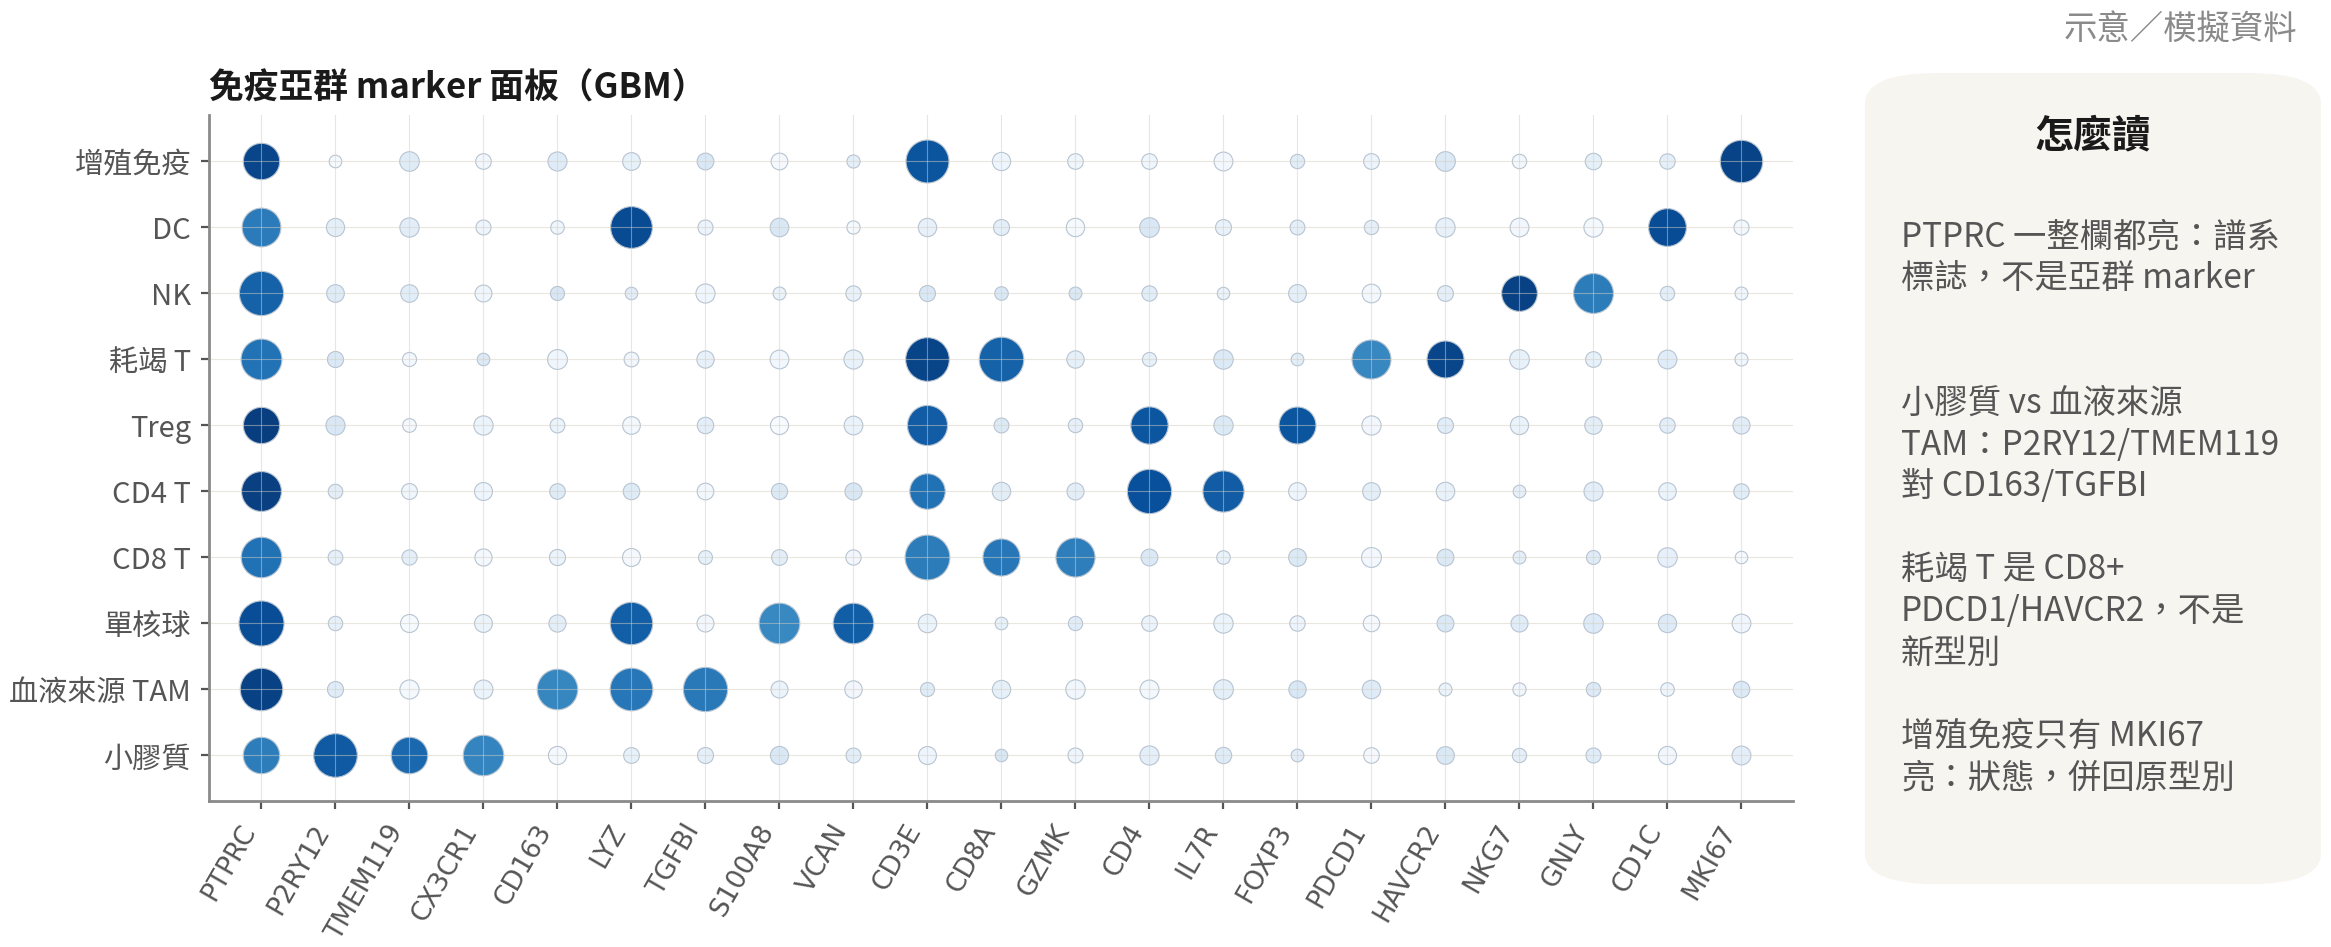 示意／模擬資料
免疫亞群 marker 面板（GBM）
增殖免疫
DC
NK
耗竭 T
Treg
CD4 T
CD8 T
單核球
血液來源 TAM
小膠質
PTPRC
P2RY12
TMEM119
CX3CR1
CD163
LYZ
TGFBI
S100A8
VCAN
CD3E
CD8A
GZMK
CD4
IL7R
FOXP3
PDCD1
HAVCR2
NKG7
GNLY
CD1C
MKI67
怎麼讀
PTPRC 一整欄都亮：譜系
標誌，不是亞群 marker
小膠質 vs 血液來源
TAM：P2RY12/TMEM119
對 CD163/TGFBI
耗竭 T 是 CD8+
PDCD1/HAVCR2，不是
新型別
增殖免疫只有 MKI67
亮：狀態，併回原型別